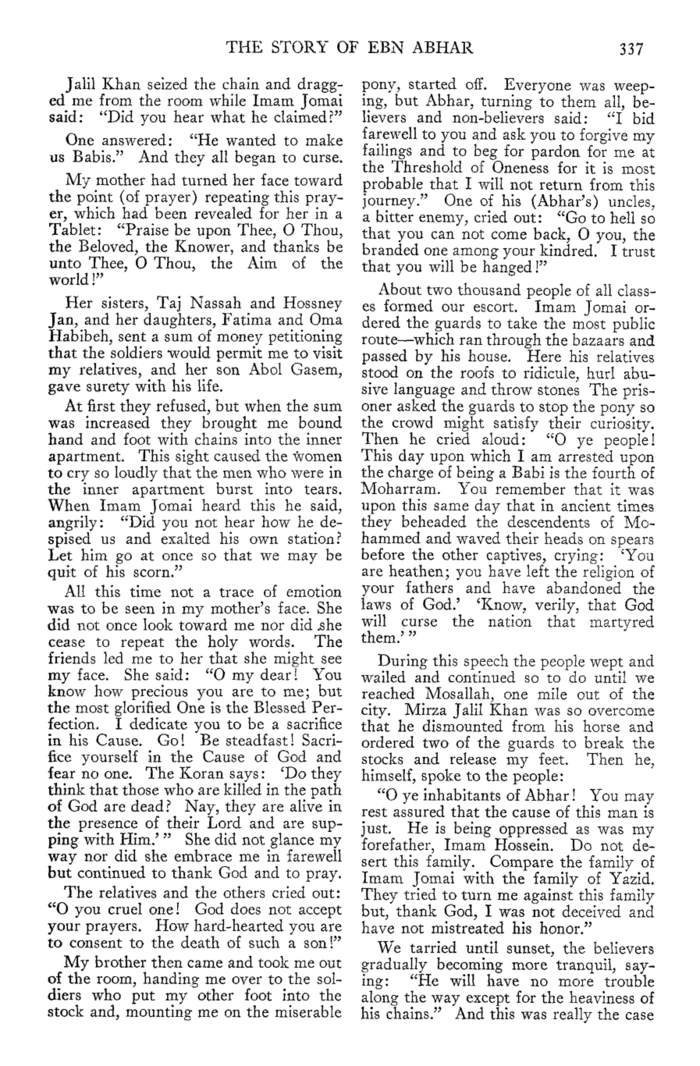 THE STORY OF EBN ABHAR 337
Jalil Khan seized the chain and dragg-
ed me from the room while Imam Jomai
said: "Did you hear what he claimed?"
One answered: "He wanted to make
us Babis." And they all began to curse.
My mother had turned her face toward
the point (of prayer) repeating this pray-
er, which had been revealed for her in a
Tablet: "Praise be upon Thee, O Thou,
the Beloved, the Knower, and thanks be
unto Thee, O Thou, the Aim of the
world!"
Her sisters, Taj Nassah and Hossney
Jan, and her daughters, Fatima and Oma
Habibeh, sent a sum of money petitioning
that the soldiers would permit me to visit
my relatives, and her son Abol Gasem,
gave surety with his life.
At first they refused, but when the sum
was increased they brought me bound
hand and foot with chains into the inner
apartment. This sight caused the women
to cry so loudly that the men who were in
the inner apartment burst into tears.
When Imam Jomai heard this he said,
angrily: "Did you not hear how he de-
spised us and exalted his own station?
Let him go at once so that we may be
quit of his scorn."
All this time not a trace of emotion
was to be seen in my mother's face. She
did not once look toward me nor did she
cease to repeat the holy words. The
friends led me to her that she might see
my face. She said: "O my dear! You
know how precious you are to me; but
the most glorified One is the Blessed Per-
fection. I dedicate you to be a sacrifice
in his Cause. Go! Be steadfast! Sacri-
fice yourself in the Cause of God and
fear no one. The Koran says: 'Do they
think that those who are killed in the path
of God are dead? Nay, they are alive in
the presence of their Lord and are sup-
ping with Him.' " She did not glance my
way nor did she embrace me in farewell
but continued to thank God and to pray.
The relatives and the others cried out:
"O you cruel one! God does not accept
your prayers. How hard-hearted you are
to consent to the death of such a son!"
My brother then came and took me out
of the room, handing me over to the sol-
diers who put my other foot into the
stock and, mounting me on the miserable
pony, started off. Everyone was weep-
ing, but Abhar, turning to them all, be-
lievers and non-believers said: "I bid
farewell to you and ask you to forgive my
failings and to beg for pardon for me at
the Threshold of Oneness for it is most
probable that I will not return from this
journey." One of his (Abhar's) uncles,
a bitter enemy, cried out: "Go to hell so
that you can not come back, O you, the
branded one among your kindred. I trust
that you will be hanged!"
About two thousand people of all class-
es formed our escort. Imam Jomai or-
dered the guards to take the most public
route—which ran through the bazaars and
passed by his house. Here his relatives
stood on the roofs to ridicule, hurl abu-
sive language and throw stones The pris-
oner asked the guards to stop the pony so
the crowd might satisfy their curiosity.
Then he cried aloud: "O ye people!
This day upon which I am arrested upon
the charge of being a Babi is the fourth of
Moharram. You remember that it was
upon this same day that in ancient times
they beheaded the descendents of Mo-
hammed and waved their heads on spears
before the other captives, crying: 'You
are heathen; you have left the religion of
your fathers and have abandoned the
laws of God.' 'Know, verily, that God
will curse the nation that martyred
them.' "
During this speech the people wept and
wailed and continued so to do until we
reached Mosallah, one mile out of the
city. Mirza Jalil Khan was so overcome
that he dismounted from his horse and
ordered two of the guards to break the
stocks and release my feet. Then he,
himself, spoke to the people:
"O ye inhabitants of Abhar! You may
rest assured that the cause of this man is
just. He is being oppressed as was my
forefather, Imam Hossein. Do not de-
sert this family. Compare the family of
Imam Jomai with the family of Yazid.
They tried to turn me against this family
but, thank God, I was not deceived and
have not mistreated his honor."
We tarried until sunset, the believers
gradually becoming more tranquil, say-
ing: "He will have no more trouble
along the way except for the heaviness of
his chains." And this was really the case